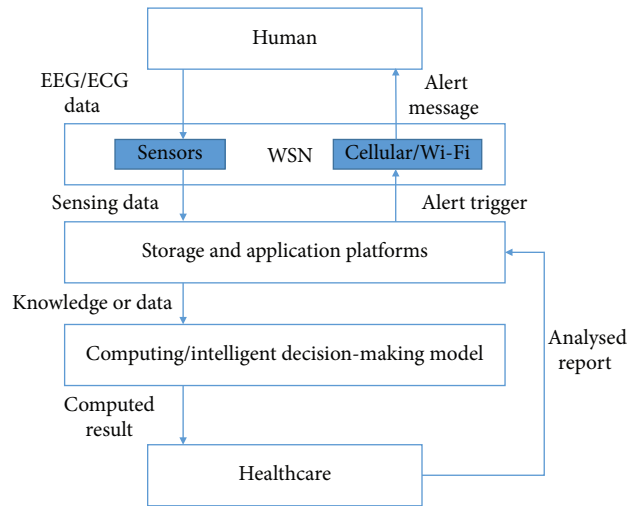 Human
EEG/ECG
data
Alert
message
Sensors
WSN
Cellular/Wi-Fi
Sensing data
Alert trigger
Storage and application platforms
Knowledge or data
Computing/intelligent decision-making model
Analysed
report
Computed
result
Healthcare